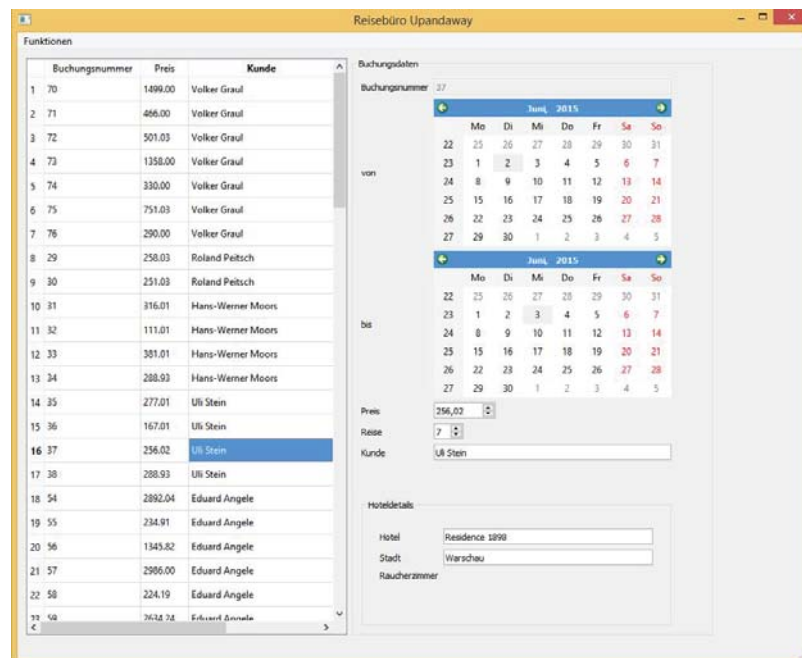 Reisebüro Upandaway
Funktionen
Buchungsnummer Preis Kunde
1 70 1499.00 Volker Graul
2 71 466.00 Volker Graul
3 72 501.03 Volker Graul
4 73 1358.00 Volker Graul
5 74 330.00 Volker Graul
6 75 751.03 Volker Graul
7 76 290.00 Volker Graul
8 29 258.03 Roland Peitsch
9 30 251.03 Roland Peitsch
10 31 316.01 Hans-Werner Moors
11 32 111.01 Hans-Werner Moors
12 33 381.01 Hans-Werner Moors
13 34 288.93 Hans-Werner Moors
14 35 277.01 Uli Stein
15 36 167.01 Uli Stein
16 37 256.02 Uli Stein
17 38 288.93 Uli Stein
18 54 2892.04 Eduard Angele
19 55 234.91 Eduard Angele
20 56 1345.82 Eduard Angele
21 57 2986.00 Eduard Angele
22 58 224.19 Eduard Angele
23 59 2634.24 Eduard Angele
Buchungsdaten
Buchungsnummer 37
von
Juni, 2015
Mo Di Mi Do Fr Sa So
22 25 26 27 28 29 30 31
23 1 2 3 4 5 6 7
24 8 9 10 11 12 13 14
25 15 16 17 18 19 20 21
26 22 23 24 25 26 27 28
27 29 30 1 2 3 4 5
bis
Juni, 2015
Mo Di Mi Do Fr Sa So
22 25 26 27 28 29 30 31
23 1 2 3 4 5 6 7
24 8 9 10 11 12 13 14
25 15 16 17 18 19 20 21
26 22 23 24 25 26 27 28
27 29 30 1 2 3 4 5
Preis 256,02
Reise 7
Kunde Uli Stein
Hoteldetails
Hotel Residence 1898
Stadt Warschau
Raucherzimmer